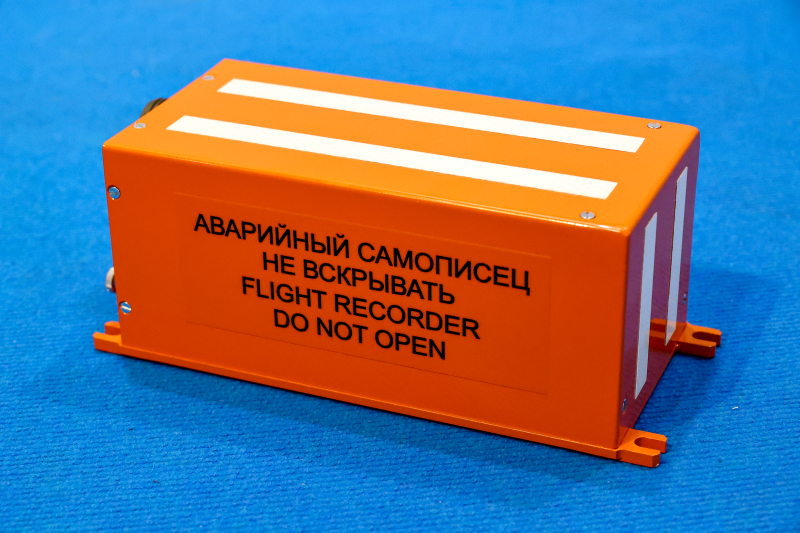 АВАРИЙНЫЙ САМОПИСЕЦ
НЕ ВСКРЫВАТЬ
FLIGHT RECORDER
DO NOT OPEN